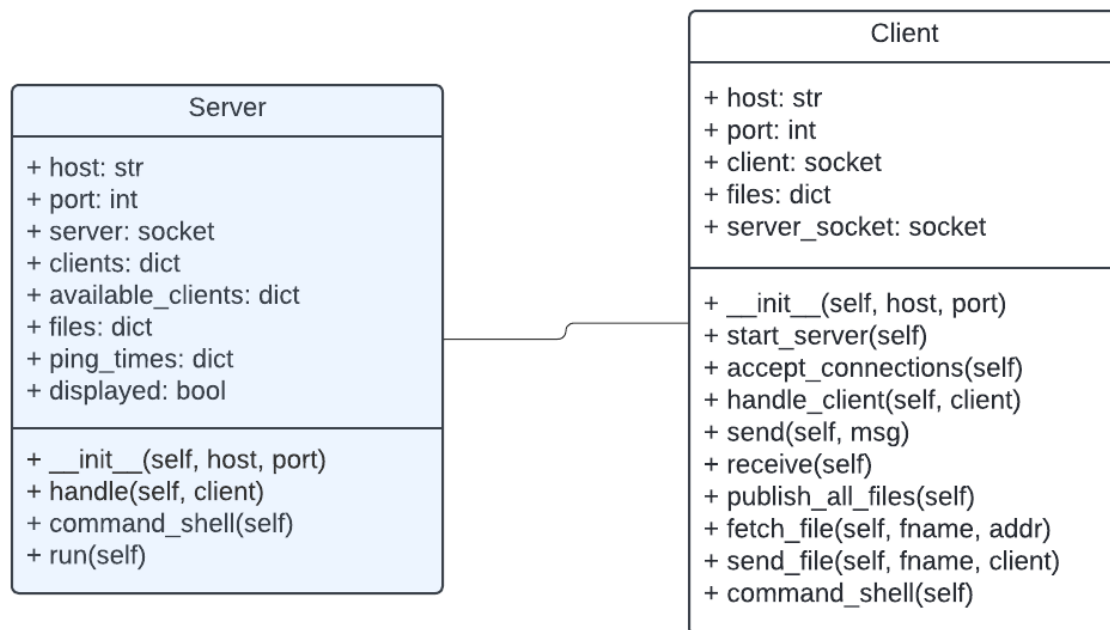 Server
+ host: str
+ port: int
+ server: socket
+ clients: dict
+ available_clients: dict
+ files: dict
+ ping_times: dict
+ displayed: bool
+ __init__(self, host, port)
+ handle(self, client)
+ command_shell(self)
+ run(self)
Client
+ host: str
+ port: int
+ client: socket
+ files: dict
+ server_socket: socket
+ __init__(self, host, port)
+ start_server(self)
+ accept_connections(self)
+ handle_client(self, client)
+ send(self, msg)
+ receive(self)
+ publish_all_files(self)
+ fetch_file(self, fname, addr)
+ send_file(self, fname, client)
+ command_shell(self)